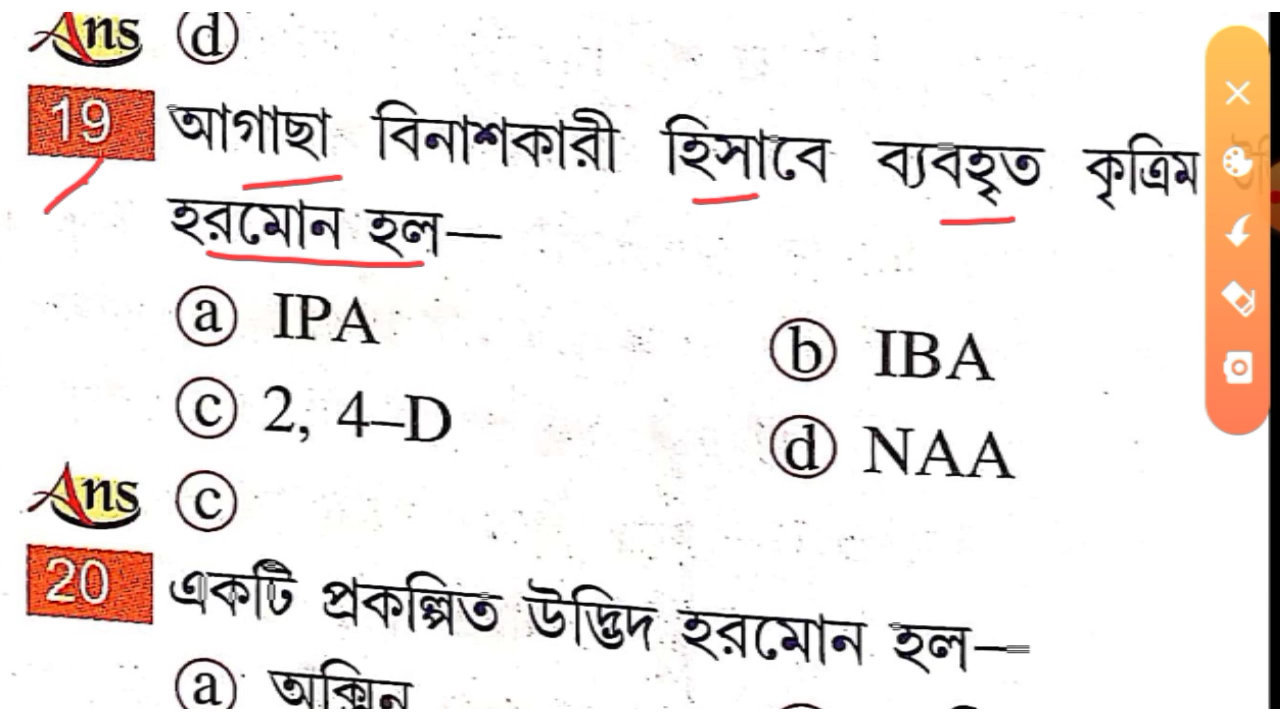 Ans ⓓ
19 আগাছা বিনাশকারী হিসাবে ব্যবহৃত কৃত্রিম
হরমোন হল—
ⓐ IPA ⓑ IBA
ⓒ 2, 4–D ⓓ NAA
Ans ⓒ
20 একটি প্রকল্পিত উদ্ভিদ হরমোন হল—
ⓐ অক্সিন